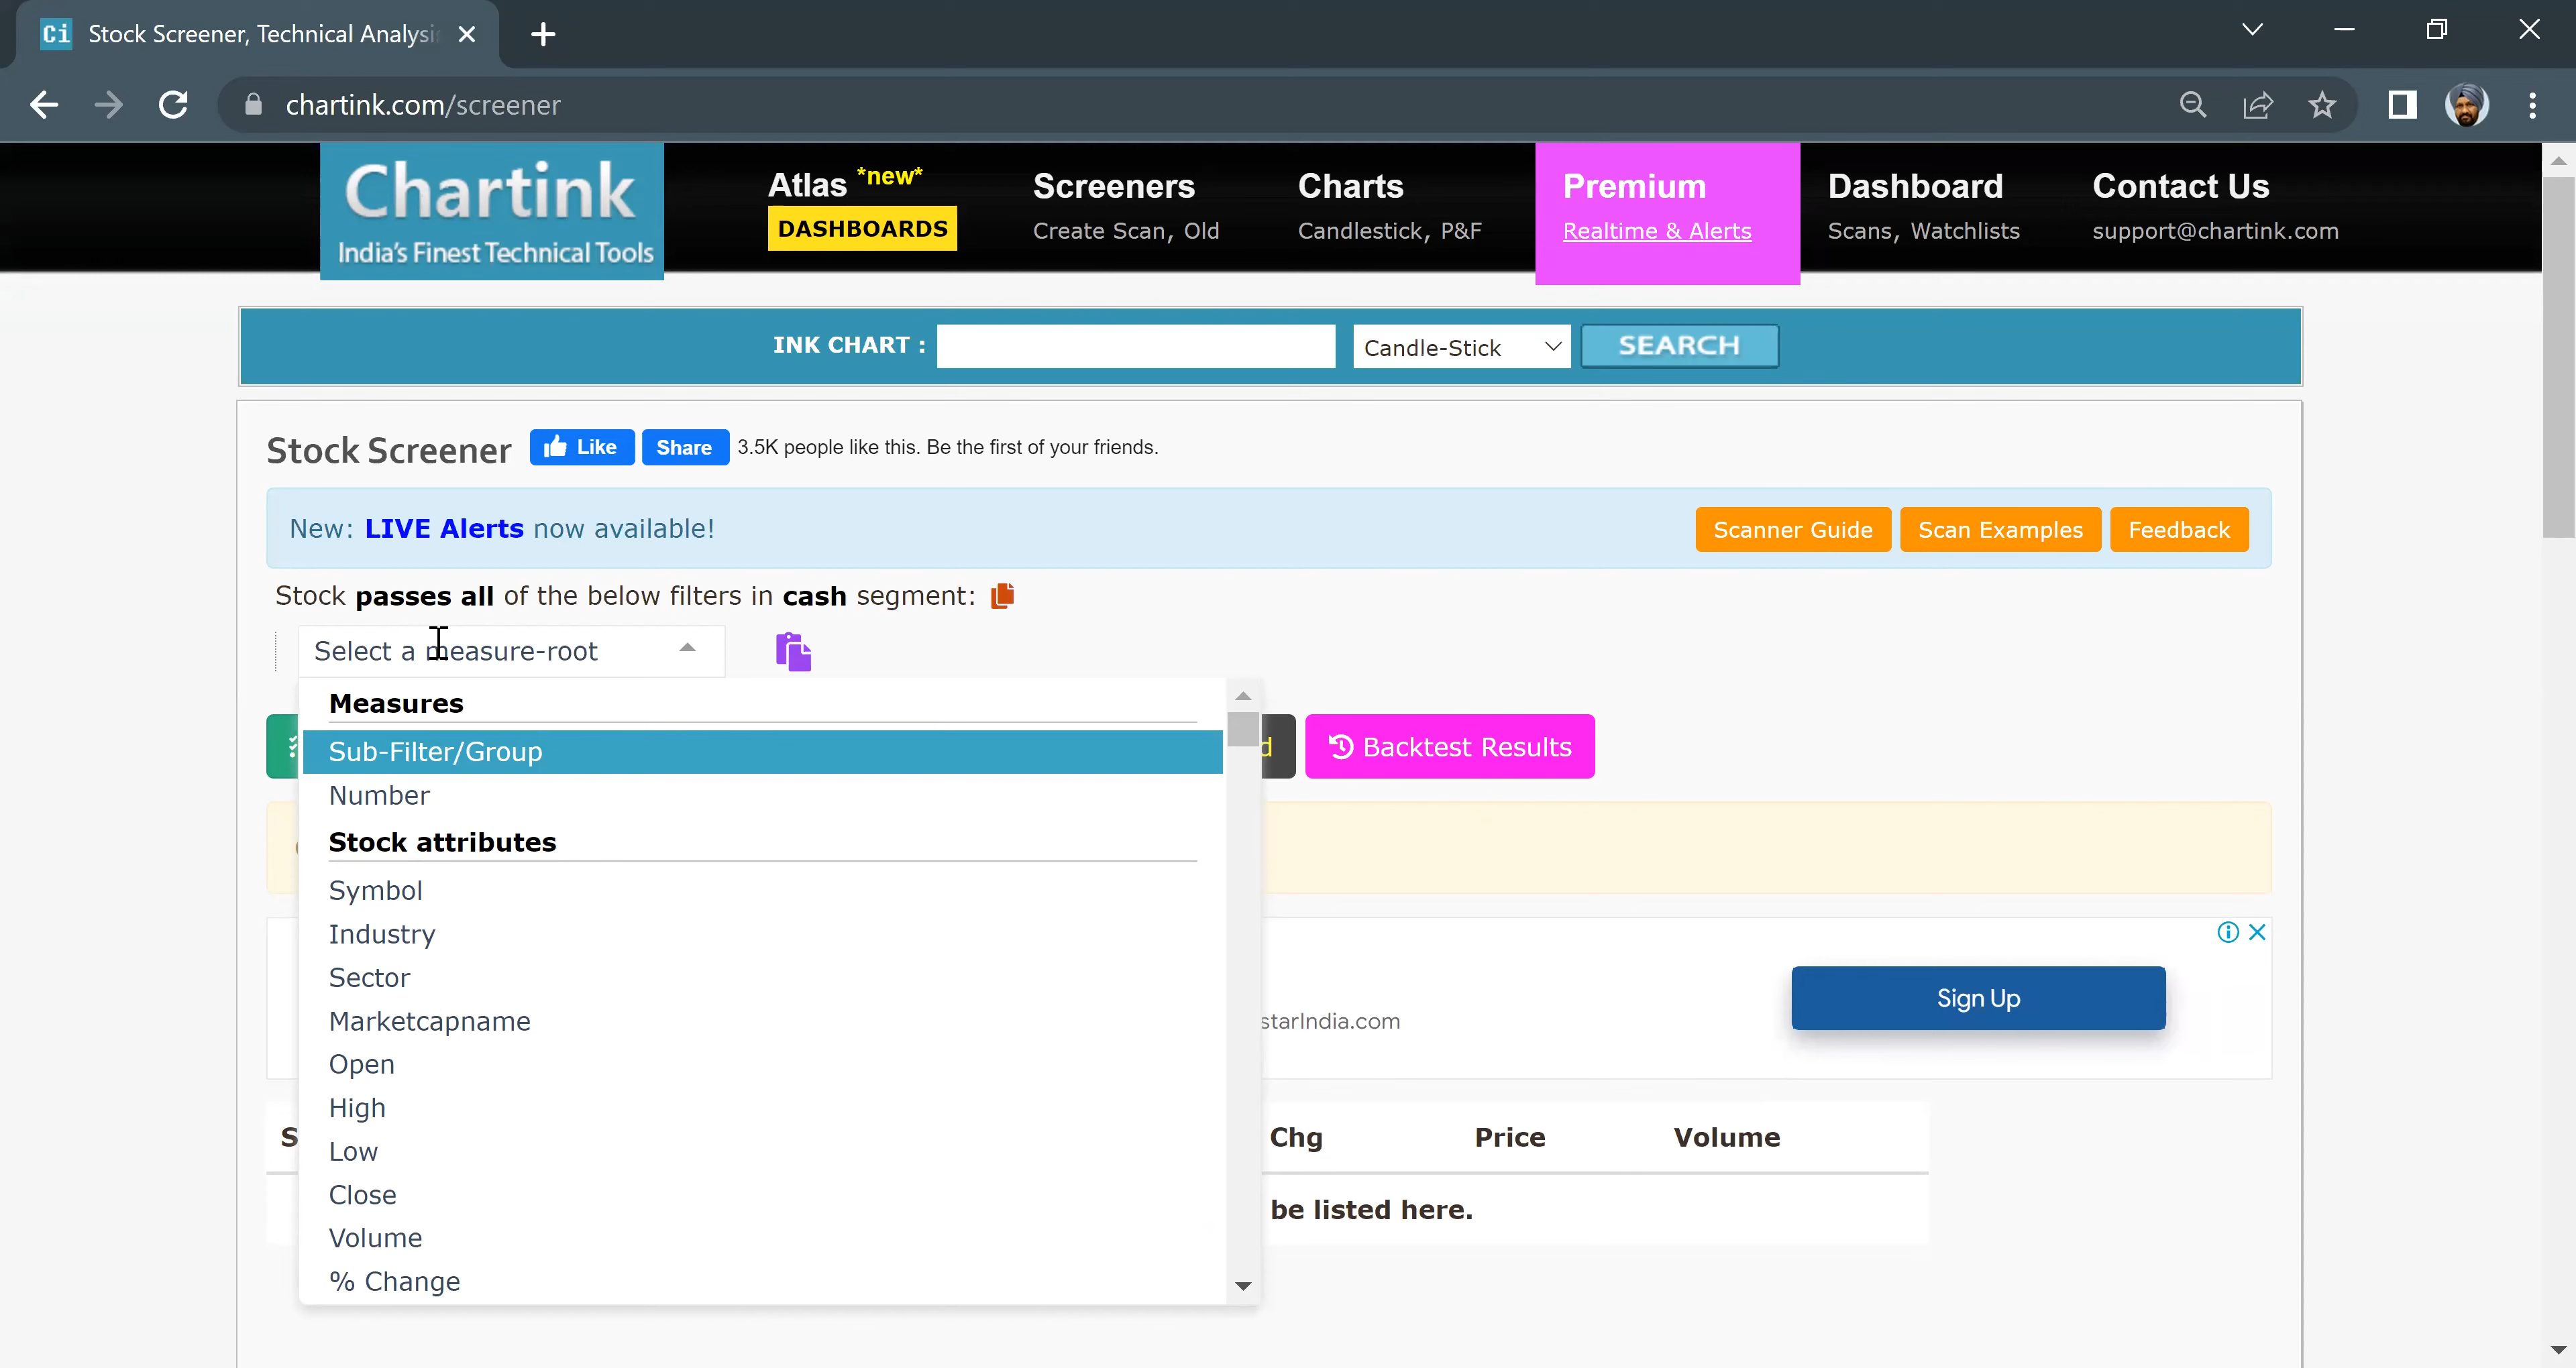 Ci Stock Screener, Technical Analysis
chartink.com/screener
Chartink
India's Finest Technical Tools
Atlas *new*
DASHBOARDS
Screeners
Create Scan, Old
Charts
Candlestick, P&F
Premium
Realtime & Alerts
Dashboard
Scans, Watchlists
Contact Us
support@chartink.com
INK CHART :
Candle-Stick
SEARCH
Stock Screener
Like
Share
3.5K people like this. Be the first of your friends.
New: LIVE Alerts now available!
Scanner Guide
Scan Examples
Feedback
Stock passes all of the below filters in cash segment:
Select a measure-root
Measures
Sub-Filter/Group
Number
Stock attributes
Symbol
Industry
Sector
Marketcapname
Open
High
Low
Close
Volume
% Change
d
Backtest Results
starIndia.com
Sign Up
S
Chg
Price
Volume
be listed here.